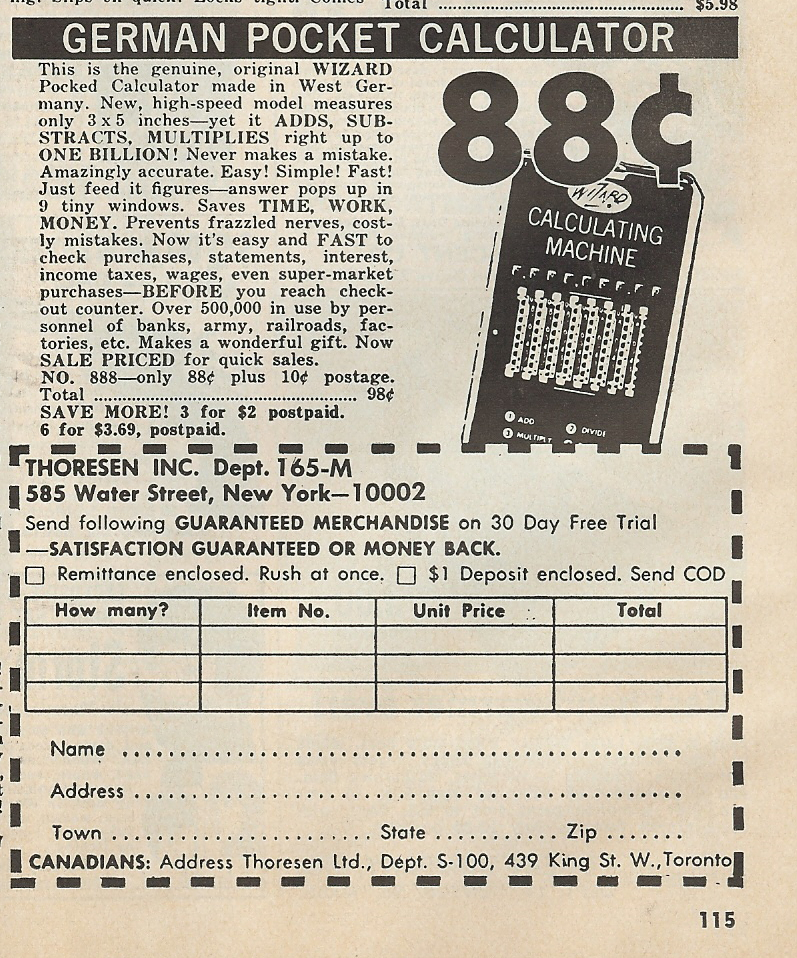 Total ........ $5.98
GERMAN POCKET CALCULATOR
This is the genuine, original WIZARD
Pocked Calculator made in West Ger-
many. New, high-speed model measures
only 3x5 inches—yet it ADDS, SUB-
STRACTS, MULTIPLIES right up to
ONE BILLION! Never makes a mistake.
Amazingly accurate. Easy! Simple! Fast!
Just feed it figures—answer pops up in
9 tiny windows. Saves TIME, WORK,
MONEY. Prevents frazzled nerves, cost-
ly mistakes. Now it's easy and FAST to
check purchases, statements, interest,
income taxes, wages, even super-market
purchases—BEFORE you reach check-
out counter. Over 500,000 in use by per-
sonnel of banks, army, railroads, fac-
tories, etc. Makes a wonderful gift. Now
SALE PRICED for quick sales.
NO. 888—only 88¢ plus 10¢ postage.
Total ........ 98¢
SAVE MORE! 3 for $2 postpaid.
6 for $3.69, postpaid.
88¢
WIZARD
CALCULATING
MACHINE
1 ADD
2 DIVIDE
3 MULTIPLY
THORESEN INC. Dept. 165-M
585 Water Street, New York—10002
Send following GUARANTEED MERCHANDISE on 30 Day Free Trial
—SATISFACTION GUARANTEED OR MONEY BACK.
☐ Remittance enclosed. Rush at once. ☐ $1 Deposit enclosed. Send COD
How many? Item No. Unit Price Total
Name ........
Address ........
Town ........ State ........ Zip ........
CANADIANS: Address Thoresen Ltd., Dept. S-100, 439 King St. W.,Toronto
115